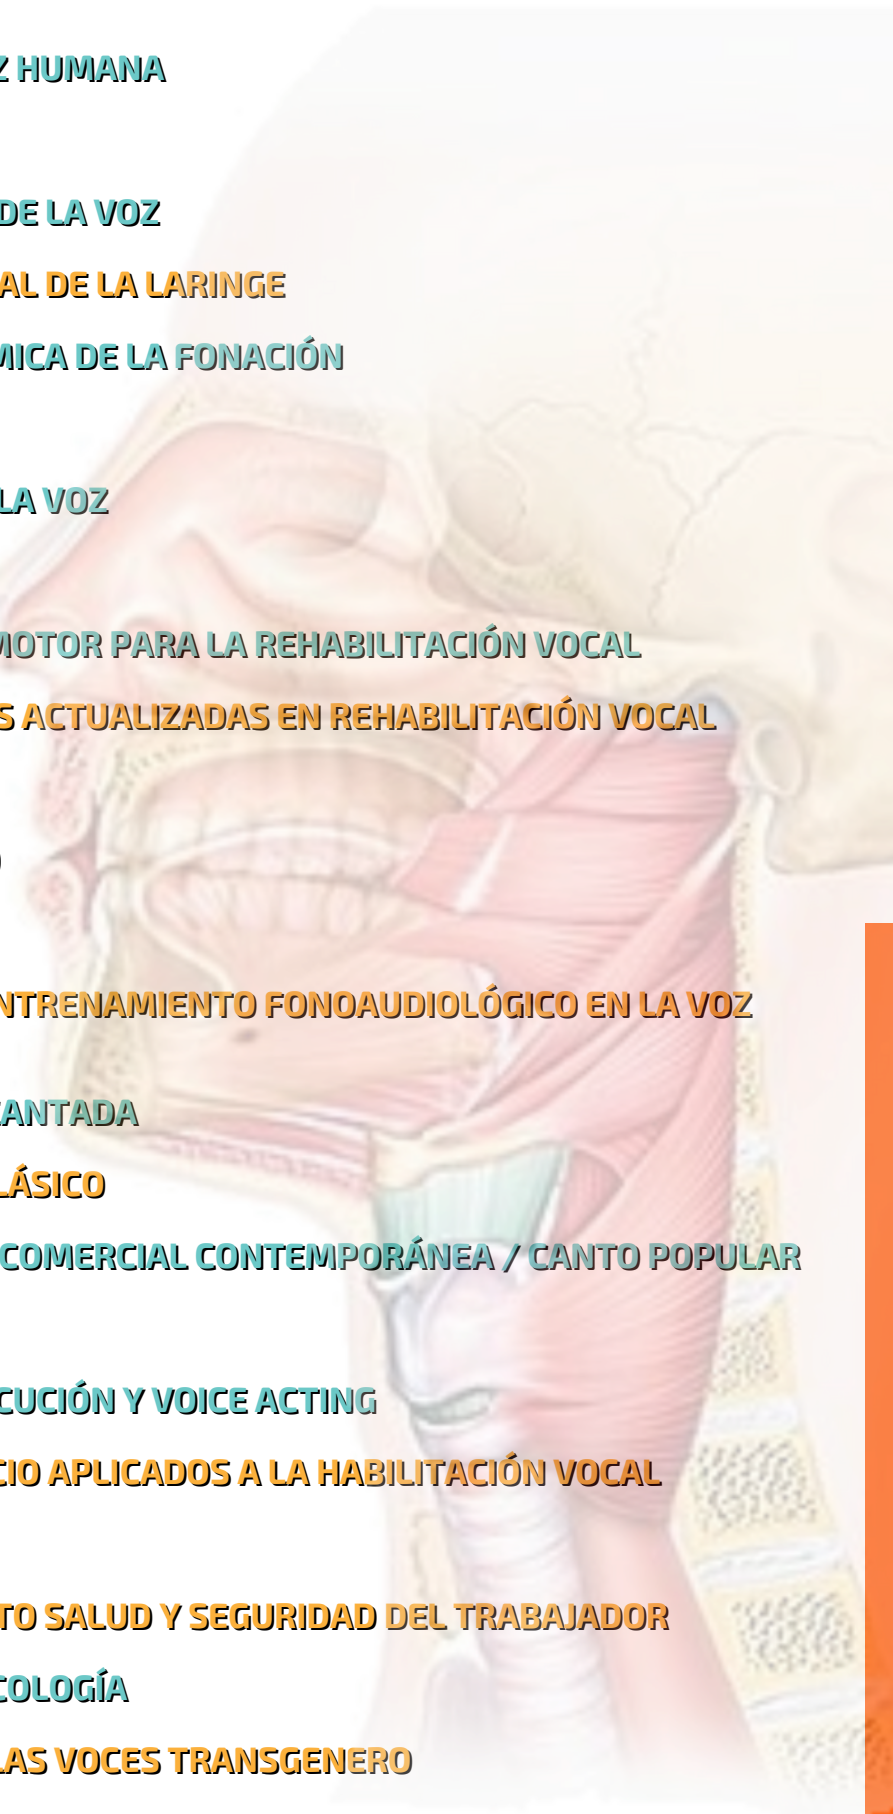 Z HUMANA
DE LA VOZ
AL DE LA LARINGE
MICA DE LA FONACIÓN
LA VOZ
MOTOR PARA LA REHABILITACIÓN VOCAL
S ACTUALIZADAS EN REHABILITACIÓN VOCAL
NTRENAMIENTO FONOAUDIOLÓGICO EN LA VOZ
CANTADA
LÁSICO
COMERCIAL CONTEMPORÁNEA / CANTO POPULAR
CUCIÓN Y VOICE ACTING
CIO APLICADOS A LA HABILITACIÓN VOCAL
TO SALUD Y SEGURIDAD DEL TRABAJADOR
COLOGÍA
LAS VOCES TRANSGENERO